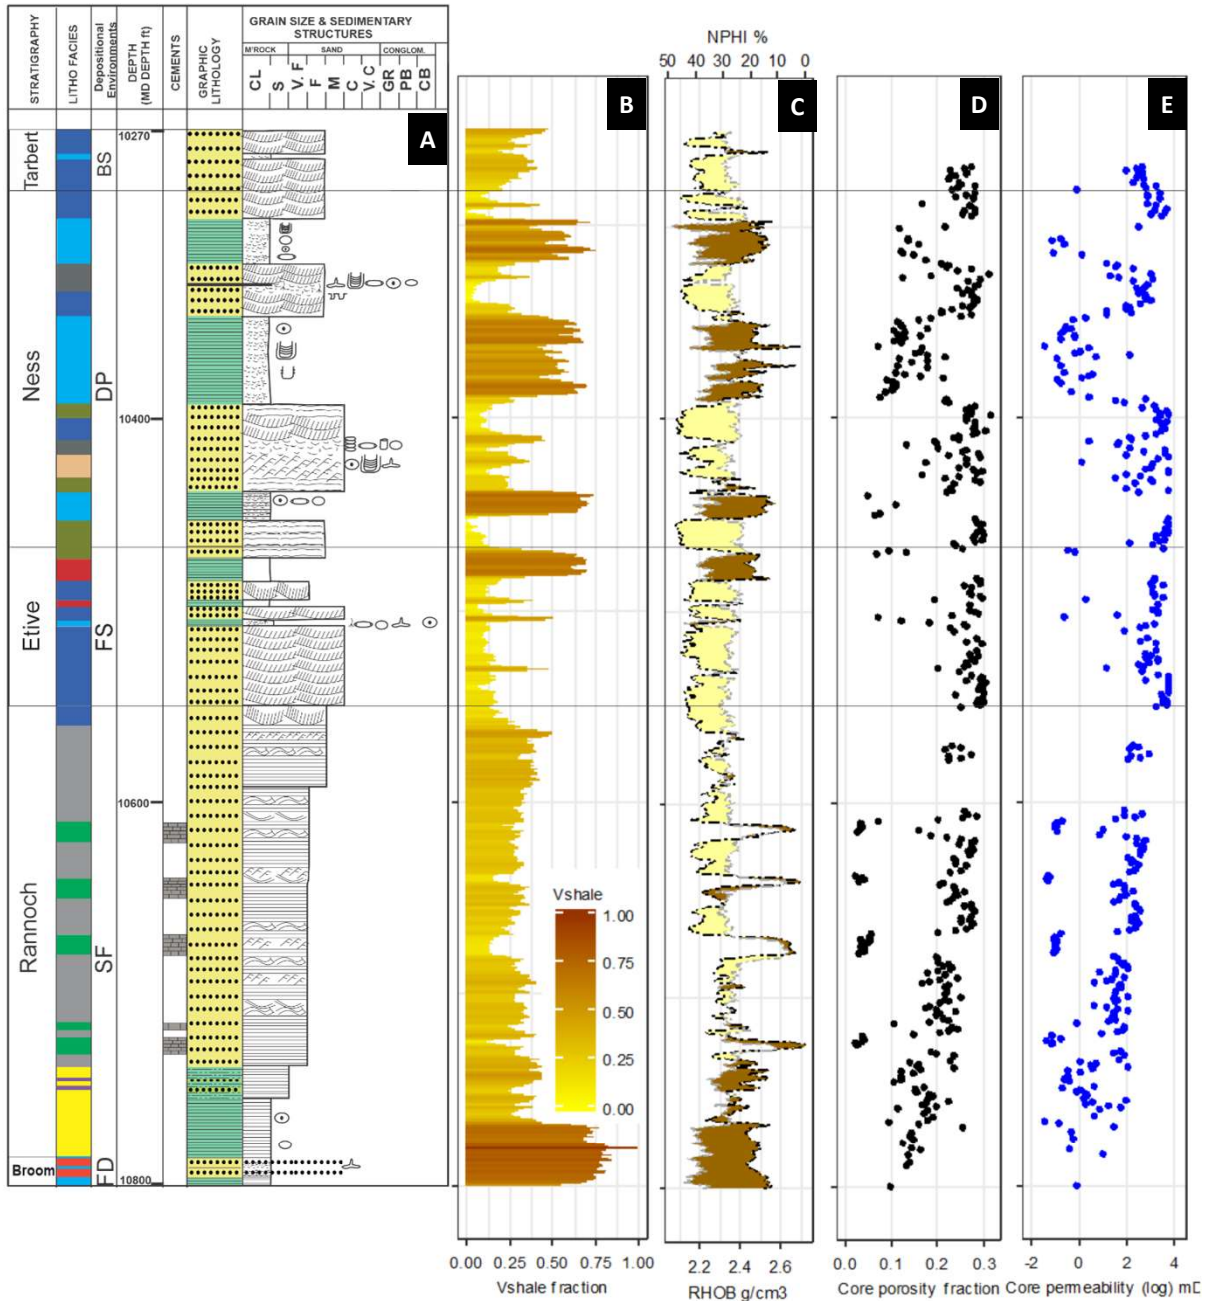 STRATIGRAPHY
LITHO FACIES
Depositional
Environments
DEPTH
(MD DEPTH ft)
CEMENTS
GRAPHIC
LITHOLOGY
GRAIN SIZE & SEDIMENTARY
STRUCTURES
M'ROCK
SAND
CONGLOM.
CL
S
V. F
F
M
C
V. C
GR
PB
CB
A
B
C
D
E
NPHI %
50 40 30 20 10 0
Tarbert
BS
10270
Ness
DP
10400
Etive
FS
Rannoch
SF
10600
Broom
FD
10800
Vshale
1.00
0.75
0.50
0.25
0.00
0.00 0.25 0.50 0.75 1.00
Vshale fraction
2.2 2.4 2.6
RHOB g/cm3
0.0 0.1 0.2 0.3
Core porosity fraction
-2 0 2 4
Core permeability (log) mD